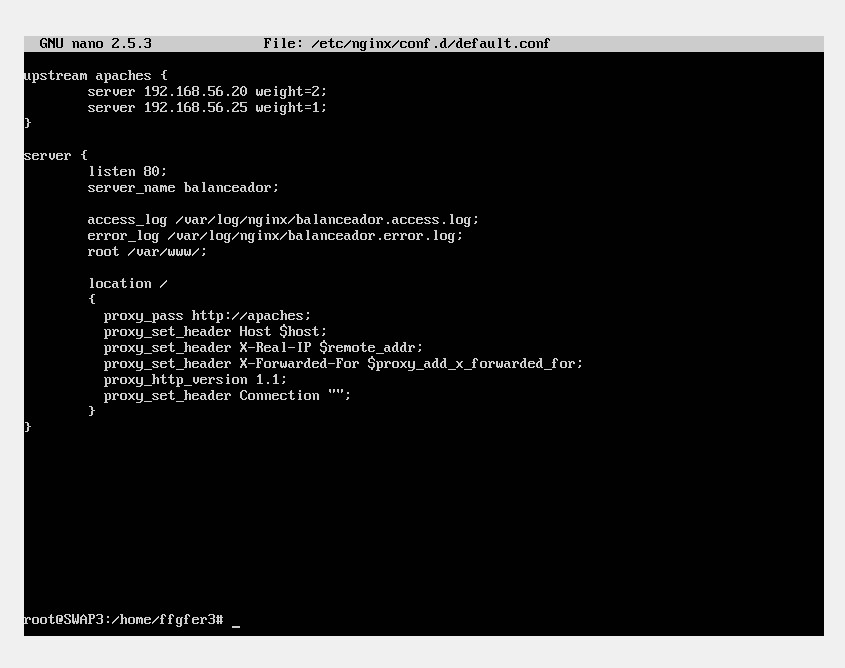 GNU nano 2.5.3 File: /etc/nginx/conf.d/default.conf
upstream apaches {
server 192.168.56.20 weight=2;
server 192.168.56.25 weight=1;
}
server {
listen 80;
server_name balanceador;
access_log /var/log/nginx/balanceador.access.log;
error_log /var/log/nginx/balanceador.error.log;
root /var/www/;
location /
{
proxy_pass http://apaches;
proxy_set_header Host $host;
proxy_set_header X-Real-IP $remote_addr;
proxy_set_header X-Forwarded-For $proxy_add_x_forwarded_for;
proxy_http_version 1.1;
proxy_set_header Connection "";
}
}
root@SWAP3:/home/ffgfer3# _